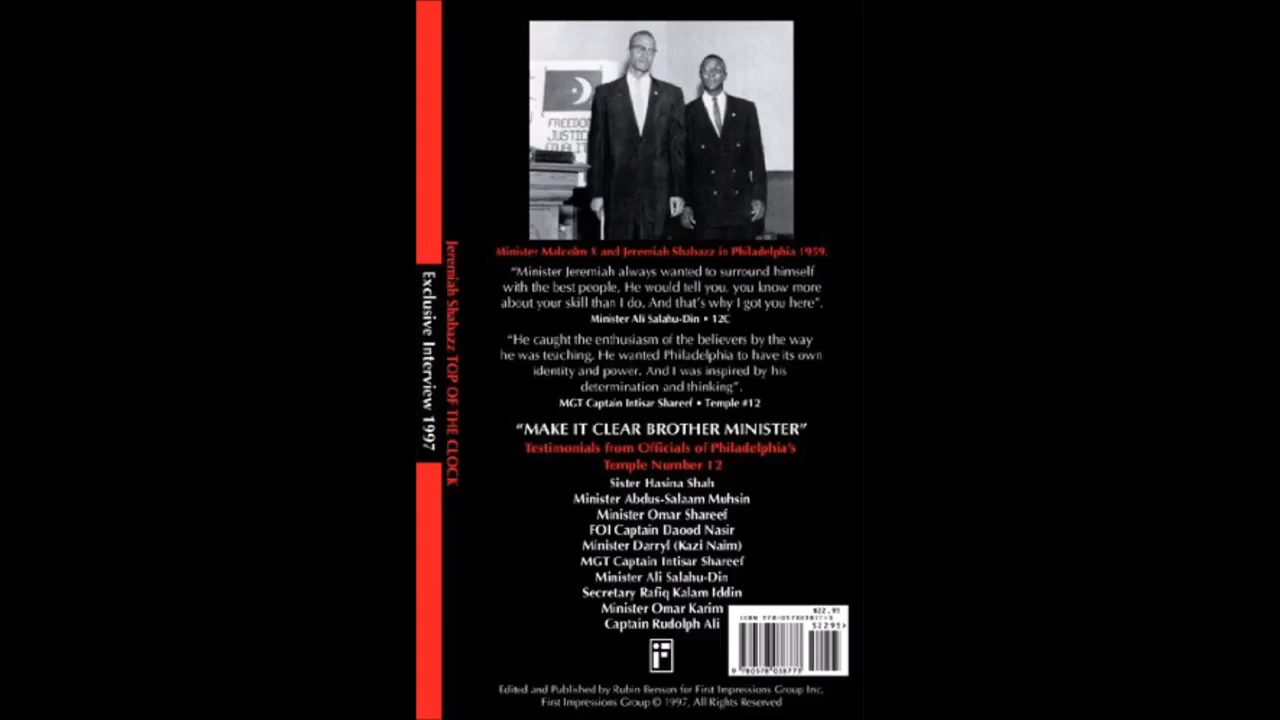 FREEDOM
JUSTICE
EQUALITY
Minister Malcolm X and Jeremiah Shabazz in Philadelphia 1959.
“Minister Jeremiah always wanted to surround himself
with the best people. He would tell you, you know more
about your skill than I do. And that’s why I got you here”.
Minister Ali Salahu-Din • 12C
“He caught the enthusiasm of the believers by the way
he was teaching. He wanted Philadelphia to have its own
identity and power. And I was inspired by his
determination and thinking”.
MGT Captain Intisar Shareef • Temple #12
“MAKE IT CLEAR BROTHER MINISTER”
Testimonials from Officials of Philadelphia’s
Temple Number 12
Sister Hasina Shah
Minister Abdus-Salaam Muhsin
Minister Omar Shareef
FOI Captain Daood Nasir
Minister Darryl (Kazi Naim)
MGT Captain Intisar Shareef
Minister Ali Salahu-Din
Secretary Rafiq Kalam Iddin
Minister Omar Karim
Captain Rudolph Ali
$22.95
52295>
Edited and Published by Rubin Benson for First Impressions Group Inc.
First Impressions Group © 1997, All Rights Reserved
Jeremiah Shabazz TOP OF THE CLOCK
Exclusive Interview 1997